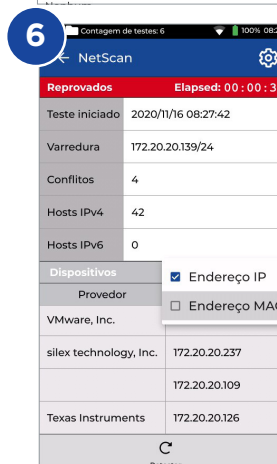 6
Contagem de testes: 6 100% 08:2
NetScan
Reprovados Elapsed: 00:00:3
Teste iniciado 2020/11/16 08:27:42
Varredura 172.20.20.139/24
Conflitos 4
Hosts IPv4 42
Hosts IPv6 0
Dispositivos
Endereço IP
Provedor
Endereço MAC
VMware, Inc.
silex technology, Inc. 172.20.20.237
172.20.20.109
Texas Instruments 172.20.20.126